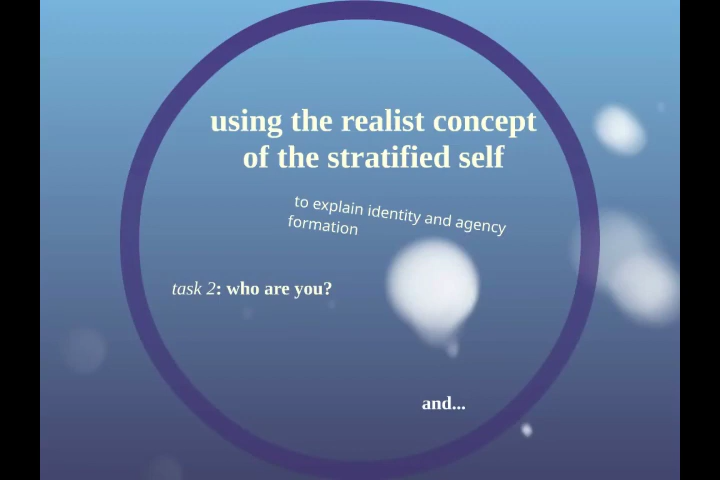 using the realist concept
of the stratified self
to explain identity and agency
formation
task 2: who are you?
and...